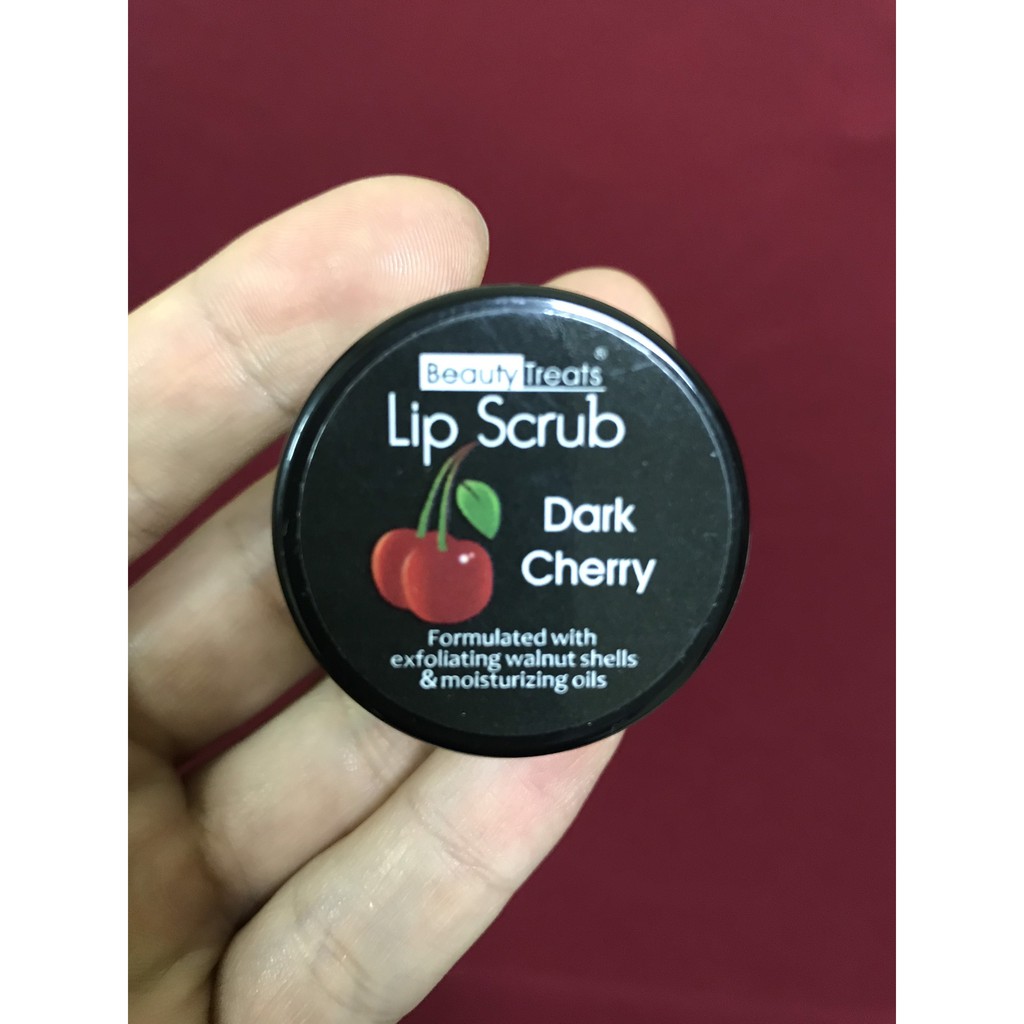 Beauty Treats®
Lip Scrub
Dark
Cherry
Formulated with
exfoliating walnut shells
& moisturizing oils